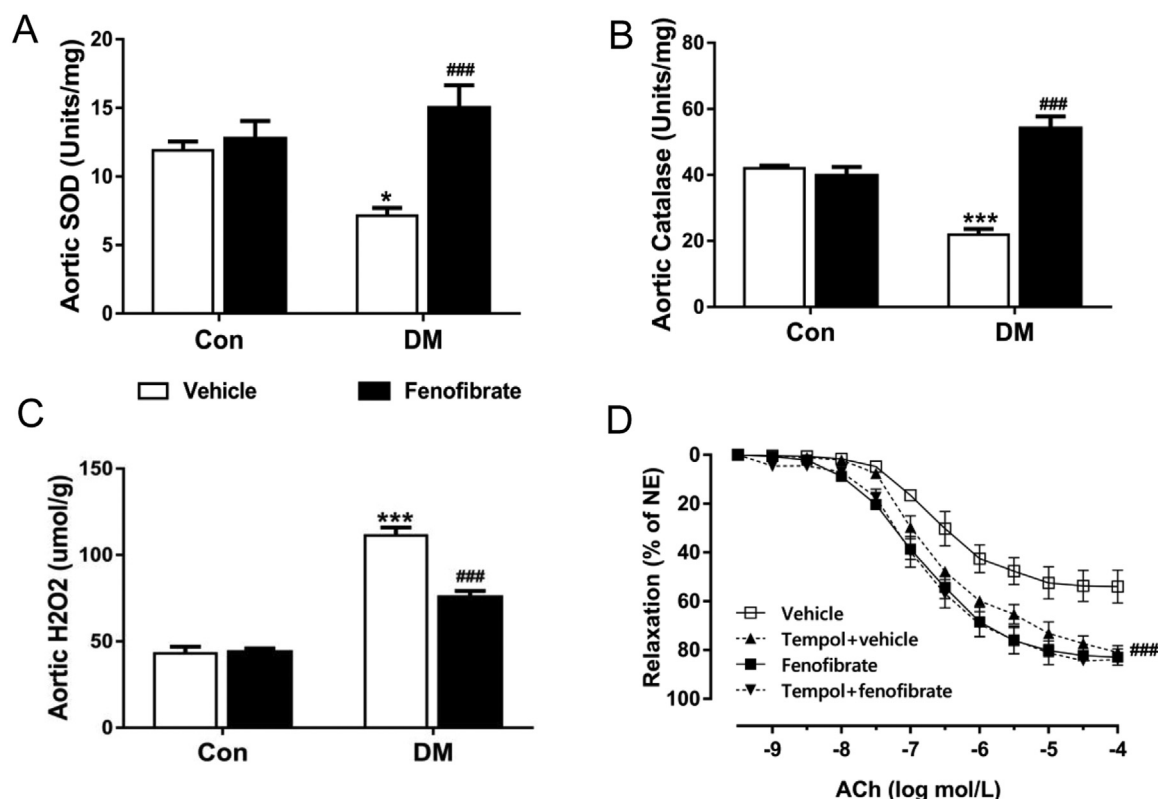 A
Aortic SOD (Units/mg)
20
15
10
5
0
*
###
Con
DM
B
Aortic Catalase (Units/mg)
80
60
40
20
0
***
###
Con
DM
Vehicle
Fenofibrate
C
Aortic H2O2 (umol/g)
150
100
50
0
***
###
Con
DM
D
Relaxation (% of NE)
0
20
40
60
80
100
Vehicle
Tempol+vehicle
Fenofibrate
Tempol+fenofibrate
###
-9
-8
-7
-6
-5
-4
ACh (log mol/L)